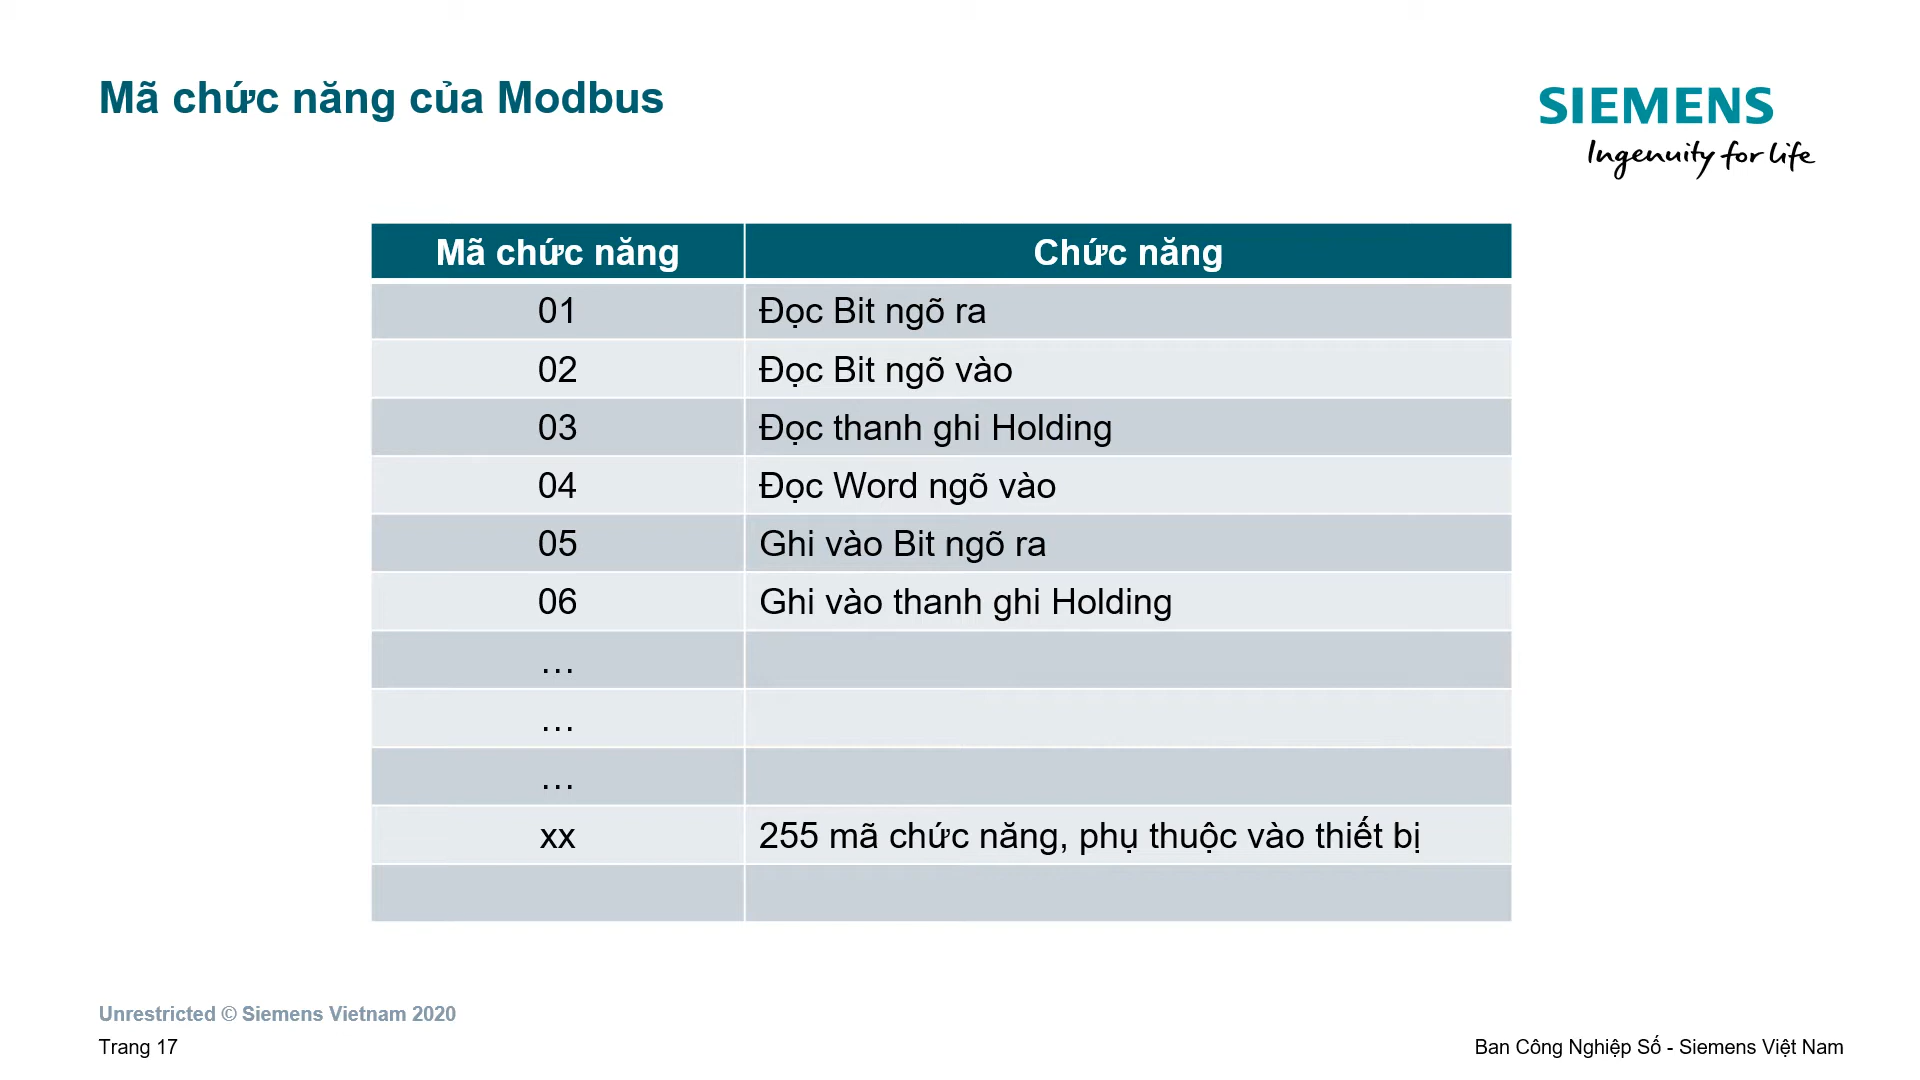 Mã chức năng của Modbus
SIEMENS
Ingenuity for life
Mã chức năng Chức năng
01 Đọc Bit ngõ ra
02 Đọc Bit ngõ vào
03 Đọc thanh ghi Holding
04 Đọc Word ngõ vào
05 Ghi vào Bit ngõ ra
06 Ghi vào thanh ghi Holding
…
…
…
xx 255 mã chức năng, phụ thuộc vào thiết bị
Unrestricted © Siemens Vietnam 2020
Trang 17
Ban Công Nghiệp Số - Siemens Việt Nam